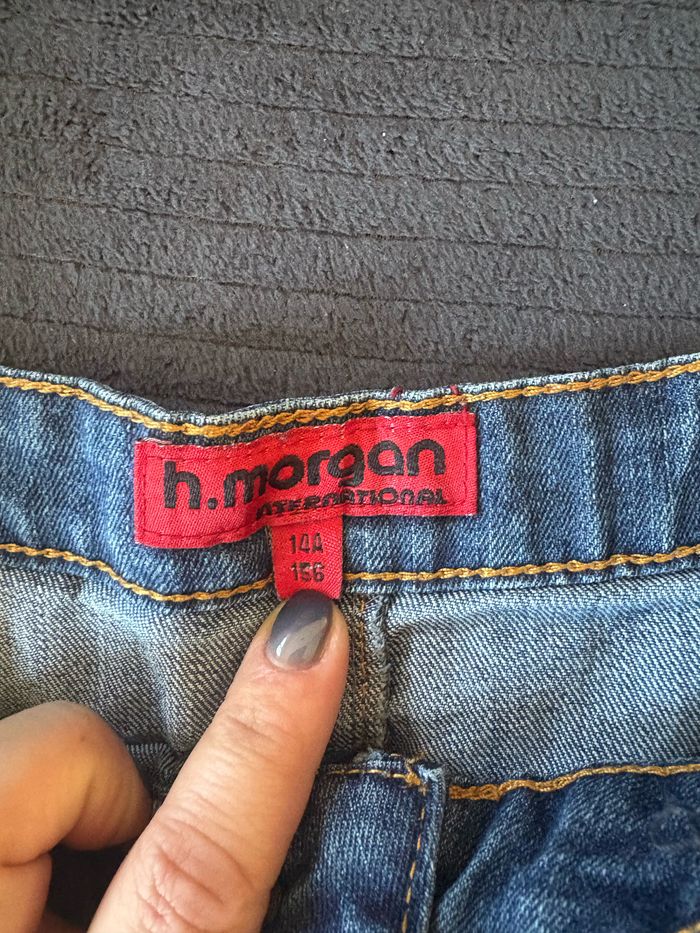 h.morgan
INTERNATIONAL
14A
156